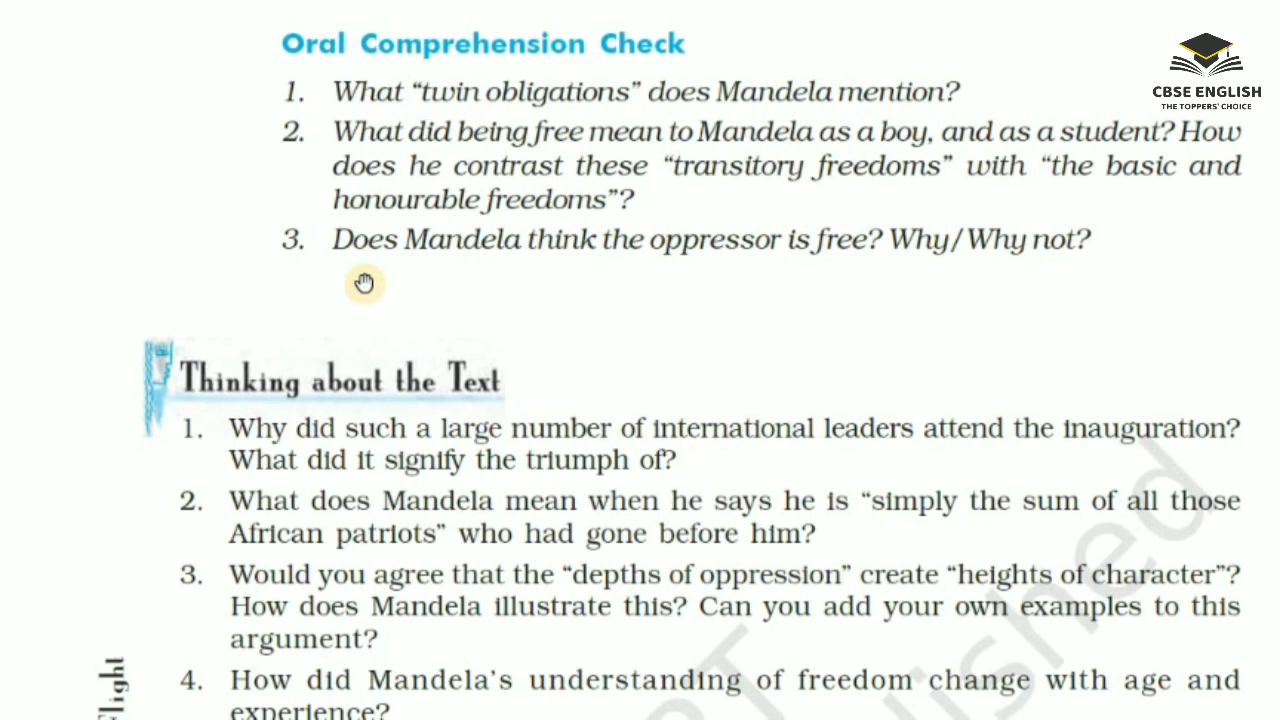 Oral Comprehension Check
CBSE ENGLISH
THE TOPPERS' CHOICE
1. What “twin obligations” does Mandela mention?
2. What did being free mean to Mandela as a boy, and as a student? How
does he contrast these “transitory freedoms” with “the basic and
honourable freedoms”?
3. Does Mandela think the oppressor is free? Why/Why not?
Thinking about the Text
1. Why did such a large number of international leaders attend the inauguration?
What did it signify the triumph of?
2. What does Mandela mean when he says he is “simply the sum of all those
African patriots” who had gone before him?
3. Would you agree that the “depths of oppression” create “heights of character”?
How does Mandela illustrate this? Can you add your own examples to this
argument?
4. How did Mandela's understanding of freedom change with age and
experience?
Flight